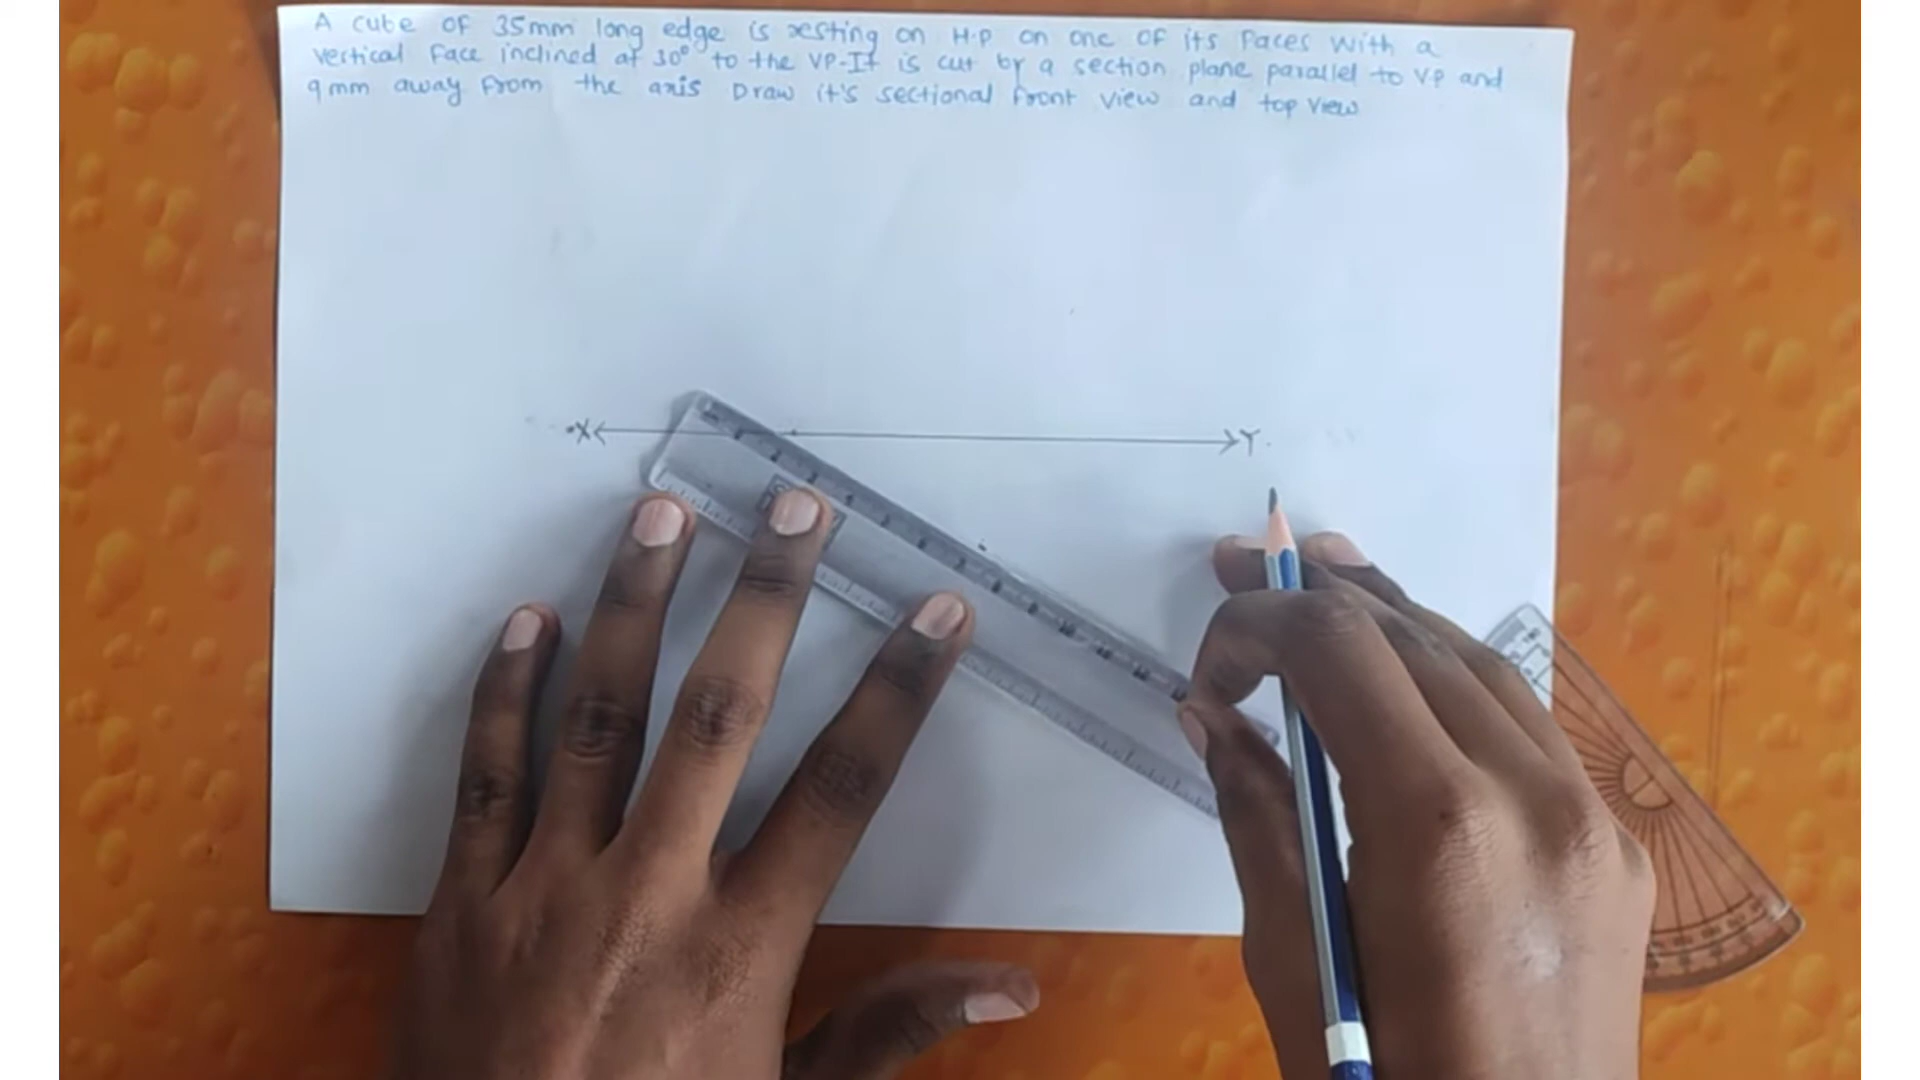 A cube of 35mm long edge is resting on H.P on one of its faces with a
vertical face inclined at 30° to the VP-It is cut by a section plane parallel to V.P and
9mm away from the axis Draw it's sectional front view and top view
X
Y